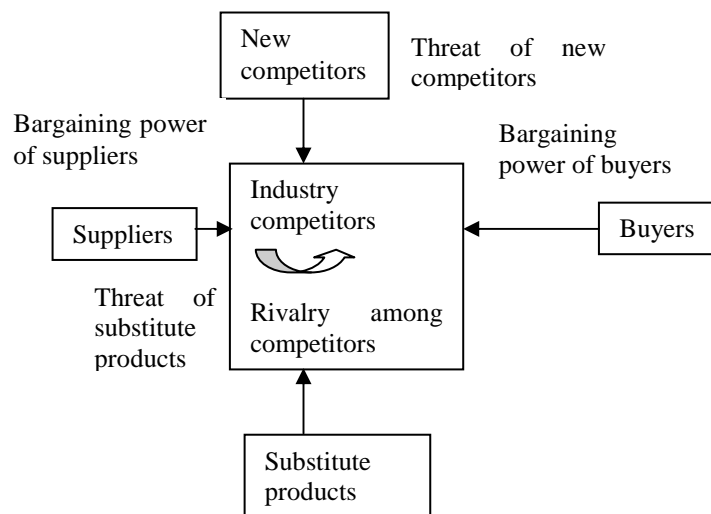 New
competitors
Threat of new
competitors
Bargaining power
of suppliers
Bargaining
power of buyers
Industry
competitors
Suppliers
Buyers
Threat of
substitute
products
Rivalry among
competitors
Substitute
products